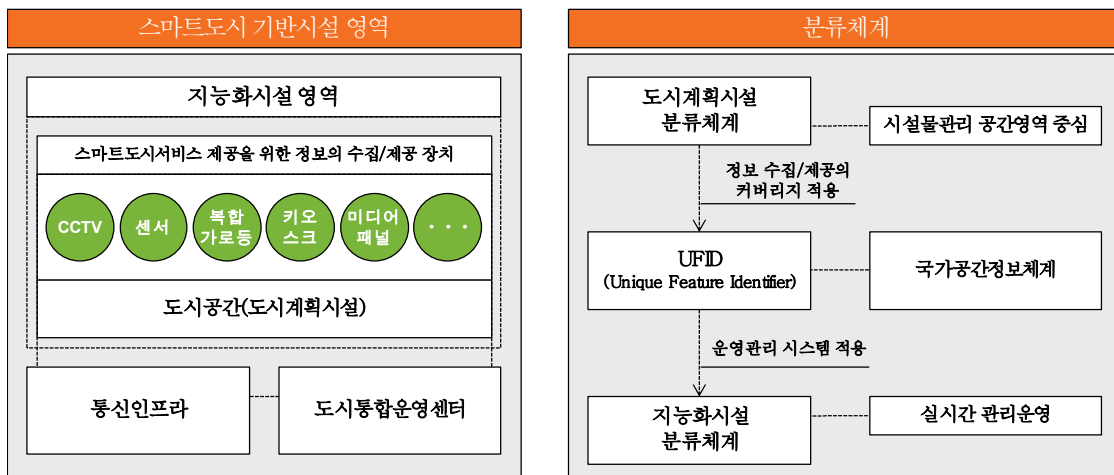 스마트도시 기반시설 영역
지능화시설 영역
스마트도시서비스 제공을 위한 정보의 수집/제공 장치
CCTV
센서
복합
가로등
키오
스크
미디어
패널
· · ·
도시공간(도시계획시설)
통신인프라
도시통합운영센터
분류체계
도시계획시설
분류체계
시설물관리 공간영역 중심
정보 수집/제공의
커버리지 적용
UFID
(Unique Feature Identifier)
국가공간정보체계
운영관리 시스템 적용
지능화시설
분류체계
실시간 관리운영